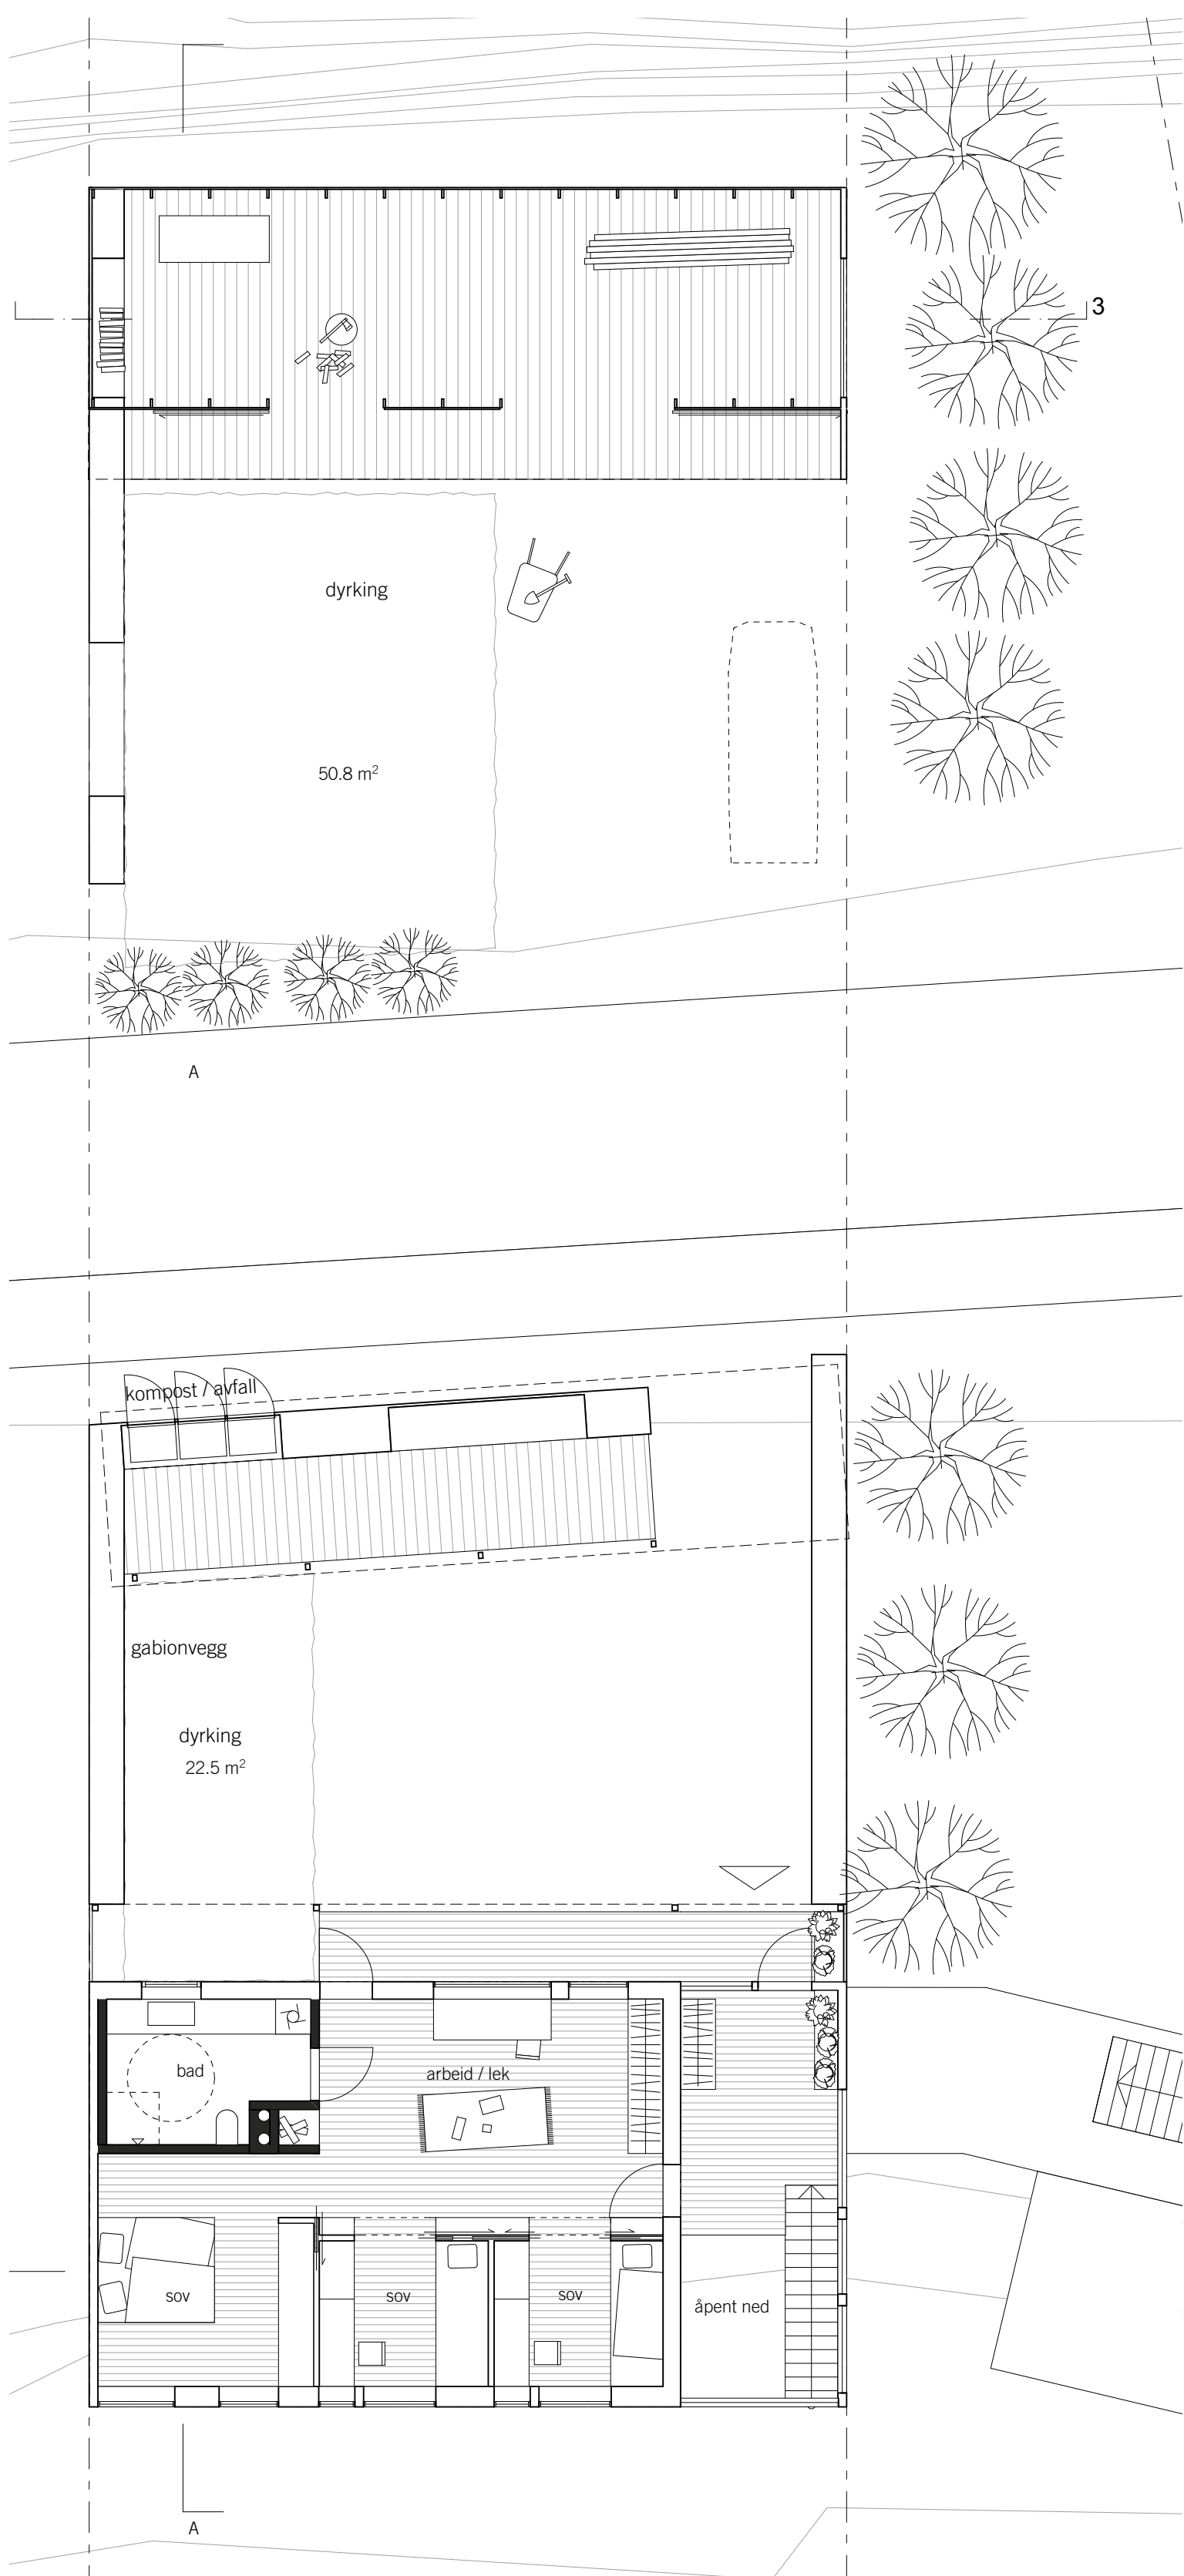 3
dyrking
50.8 m²
A
kompost / avfall
gabionvegg
dyrking
22.5 m²
bad
arbeid / lek
sov
sov
sov
åpent ned
A